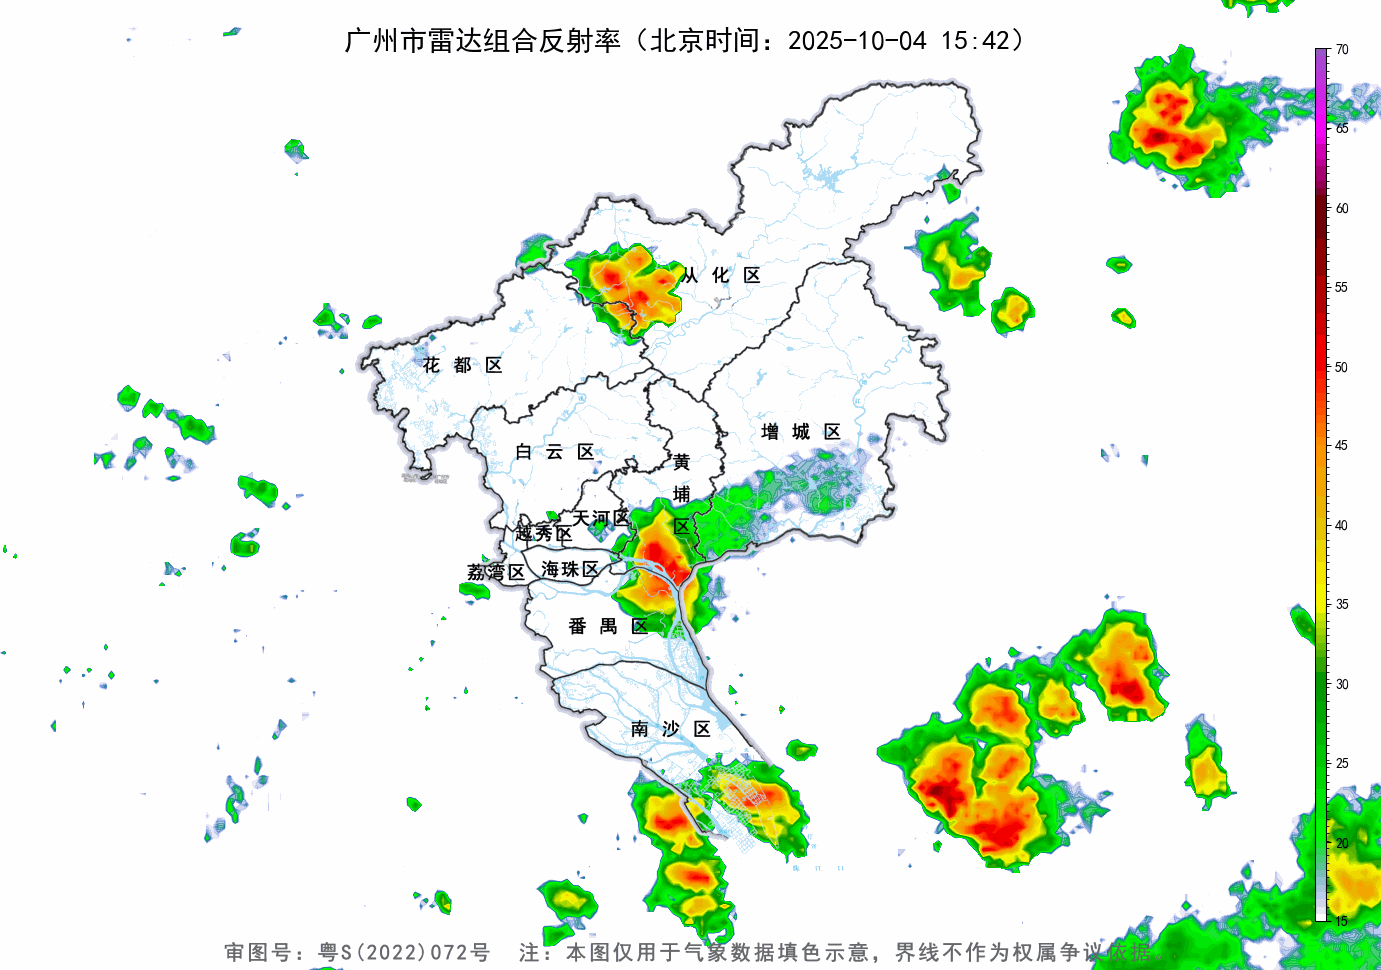 广州市雷达组合反射率（北京时间：2025-10-04 15:42）
70
65
60
55
50
45
40
35
30
25
20
15
从化区
花都区
增城区
白云区
黄埔区
天河区
越秀区
海珠区
荔湾区
番禺区
南沙区
审图号：粤S(2022)072号 注：本图仅用于气象数据填色示意，界线不作为权属争议依据。